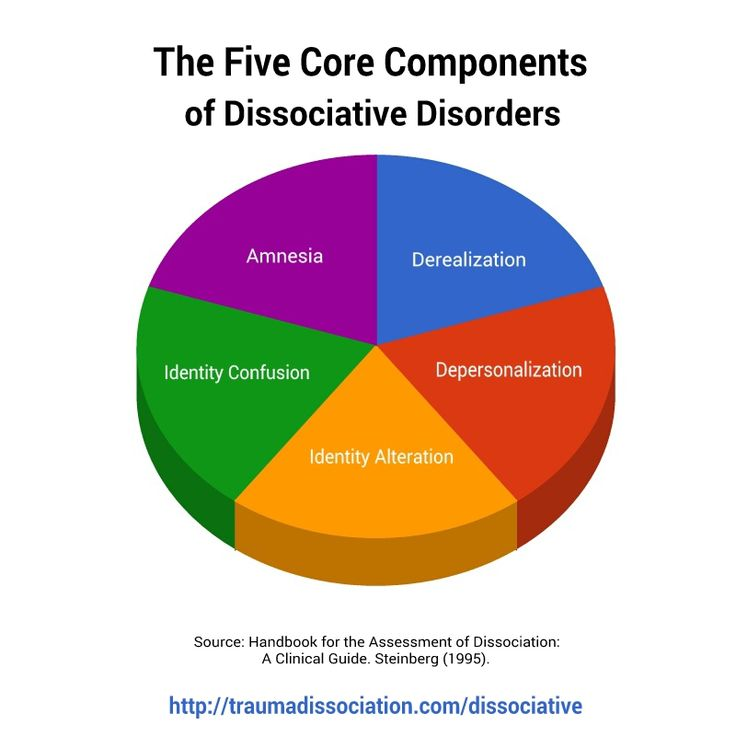 The Five Core Components
of Dissociative Disorders
Amnesia
Derealization
Identity Confusion
Depersonalization
Identity Alteration
Source: Handbook for the Assessment of Dissociation:
A Clinical Guide. Steinberg (1995).
http://traumadissociation.com/dissociative